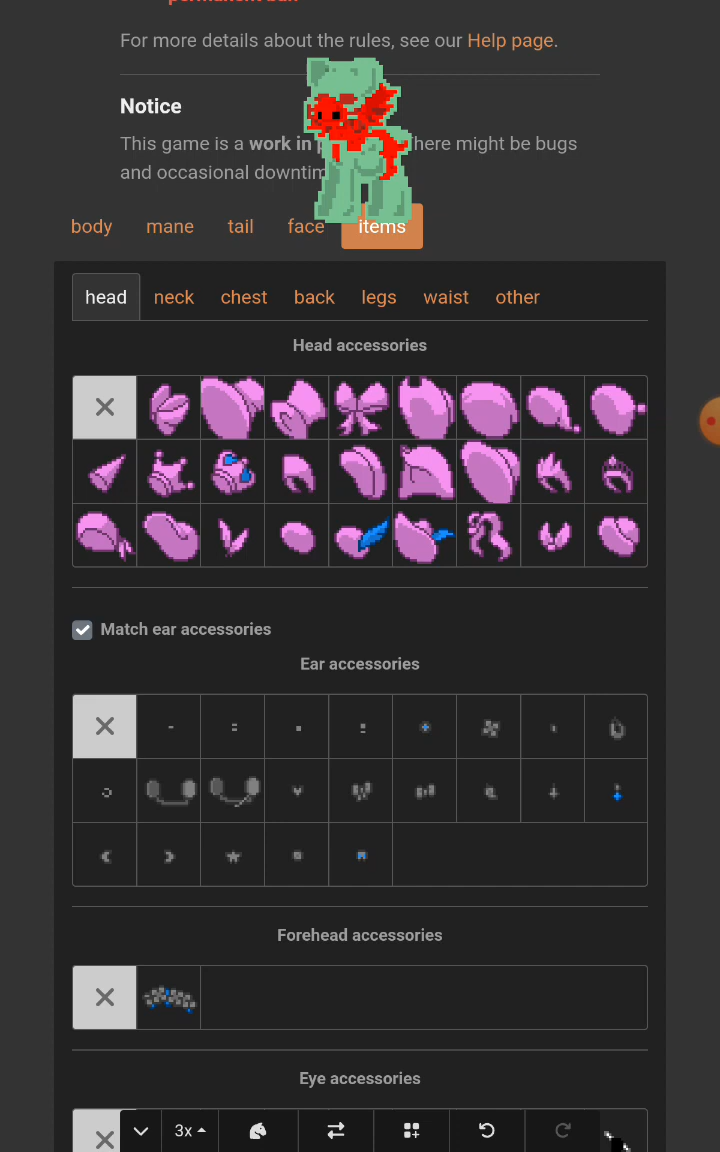 For more details about the rules, see our Help page.
Notice
This game is a work in here might be bugs
and occasional
body mane tail face items
head neck chest back legs waist other
Head accessories
Match ear accessories
Ear accessories
Forehead accessories
Eye accessories
3x